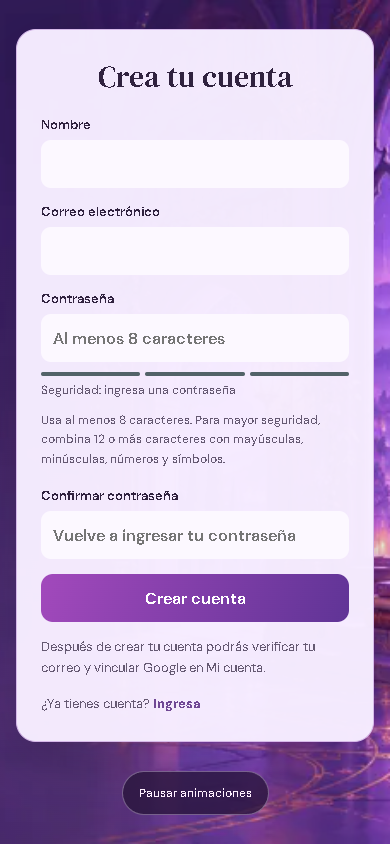 Crea tu cuenta
Nombre
Correo electrónico
Contraseña
Al menos 8 caracteres
Seguridad: ingresa una contraseña
Usa al menos 8 caracteres. Para mayor seguridad,
combina 12 o más caracteres con mayúsculas,
minúsculas, números y símbolos.
Confirmar contraseña
Vuelve a ingresar tu contraseña
Crear cuenta
Después de crear tu cuenta podrás verificar tu
correo y vincular Google en Mi cuenta.
¿Ya tienes cuenta? Ingresa
Pausar animaciones